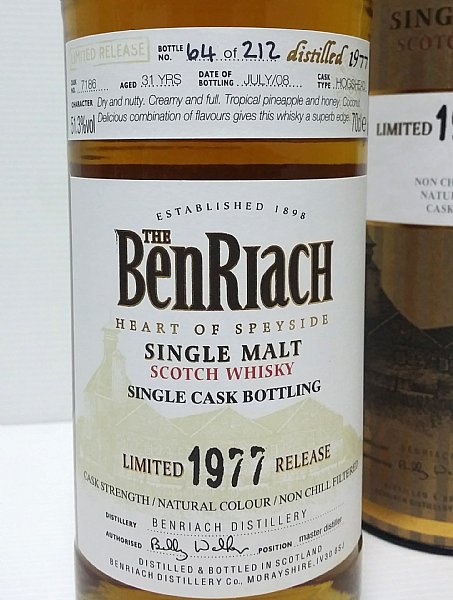 LIMITED RELEASE BOTTLE NO. 64 of 212 distilled 1977
CASK NO. 7186 AGED 31 YRS DATE OF BOTTLING JULY/08 CASK TYPE HOGSHEAD
CHARACTER Dry and nutty. Creamy and full. Tropical pineapple and honey. Coconut.
51.3%vol Delicious combination of flavours gives this whisky a superb edge. 70cl e
ESTABLISHED 1898
THE
BENRIACH
HEART OF SPEYSIDE
SINGLE MALT
SCOTCH WHISKY
SINGLE CASK BOTTLING
LIMITED 1977 RELEASE
CASK STRENGTH / NATURAL COLOUR / NON CHILL FILTERED
DISTILLERY BENRIACH DISTILLERY
AUTHORISED Billy Walker POSITION master distiller
DISTILLED & BOTTLED IN SCOTLAND
BENRIACH DISTILLERY Co., MORAYSHIRE, IV30 8SJ
SING
SCOTCH
LIMITED 1
NON CH
NATU
CASK
BENRIACH